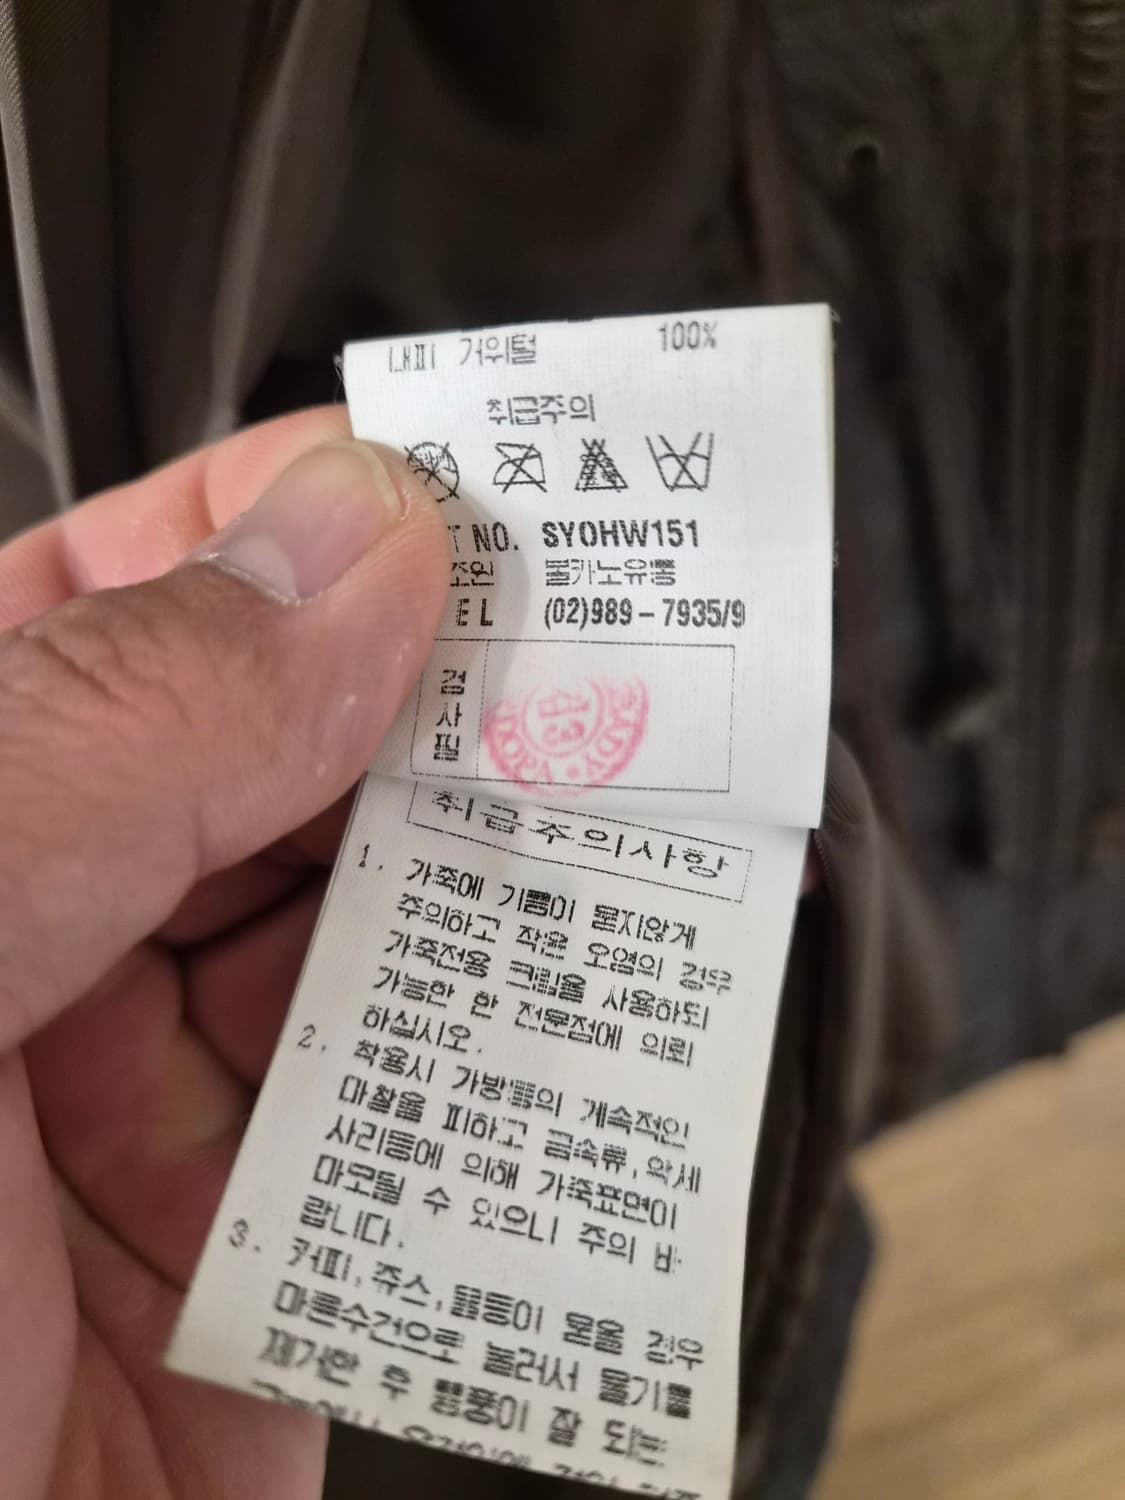 내피 거위털 100%
취급주의
T NO. SYOHW151
조원 불카노유통
EL (02)989-7935/9
검사필
13
취급주의사항
1. 가죽에 기름이 묻지않게
주의하고 작은 오염의 경우
가죽전용 크림을 사용하되
가능한 한 전문점에 의뢰
하십시오.
2. 착용시 가방등의 계속적인
마찰을 피하고 금속류, 악세
사리등에 의해 가죽표면이
마모될 수 있으니 주의 바
랍니다.
3. 커피, 쥬스, 물등이 묻을 경우
마른수건으로 눌러서 물기를
제거한 후 통풍이 잘 되는